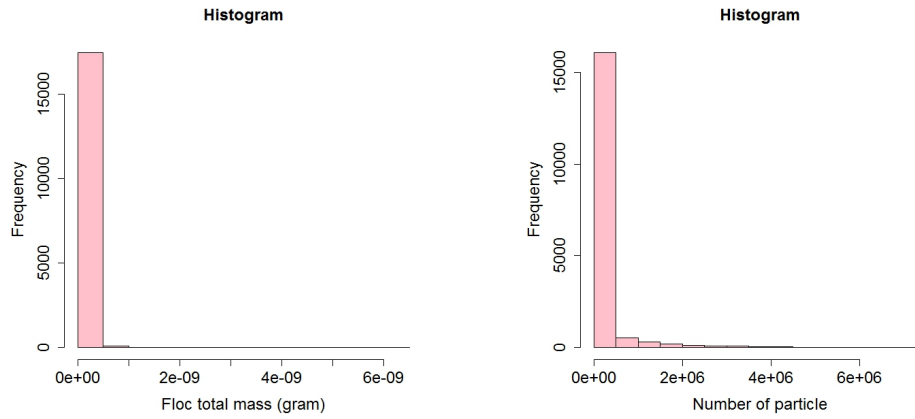 Histogram
Frequency
15000
10000
5000
0
0e+00 2e-09 4e-09 6e-09
Floc total mass (gram)
Histogram
Frequency
15000
10000
5000
0
0e+00 2e+06 4e+06 6e+06
Number of particle